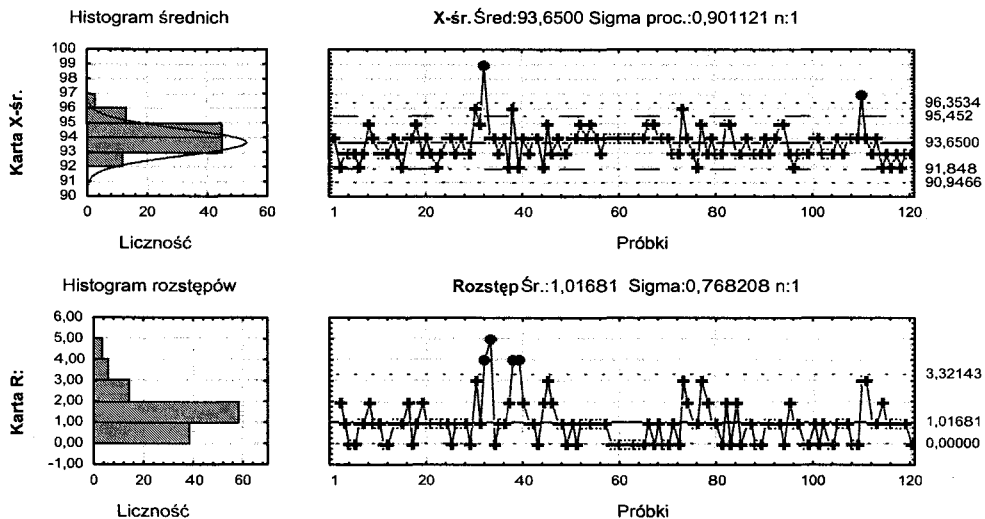 Histogram średnich
X-śr. Śred:93,6500 Sigma proc.:0,901121 n:1
Karta X-śr.
100
99
98
97
96
95
94
93
92
91
90
0 20 40 60
Liczność
96,3534
95,452
93,6500
91,848
90,9466
1 20 40 60 80 100 120
Próbki
Histogram rozstępów
Rozstęp Śr.:1,01681 Sigma:0,768208 n:1
Karta R:
6,00
5,00
4,00
3,00
2,00
1,00
0,00
-1,00
0 20 40 60
Liczność
3,32143
1,01681
0,00000
1 20 40 60 80 100 120
Próbki